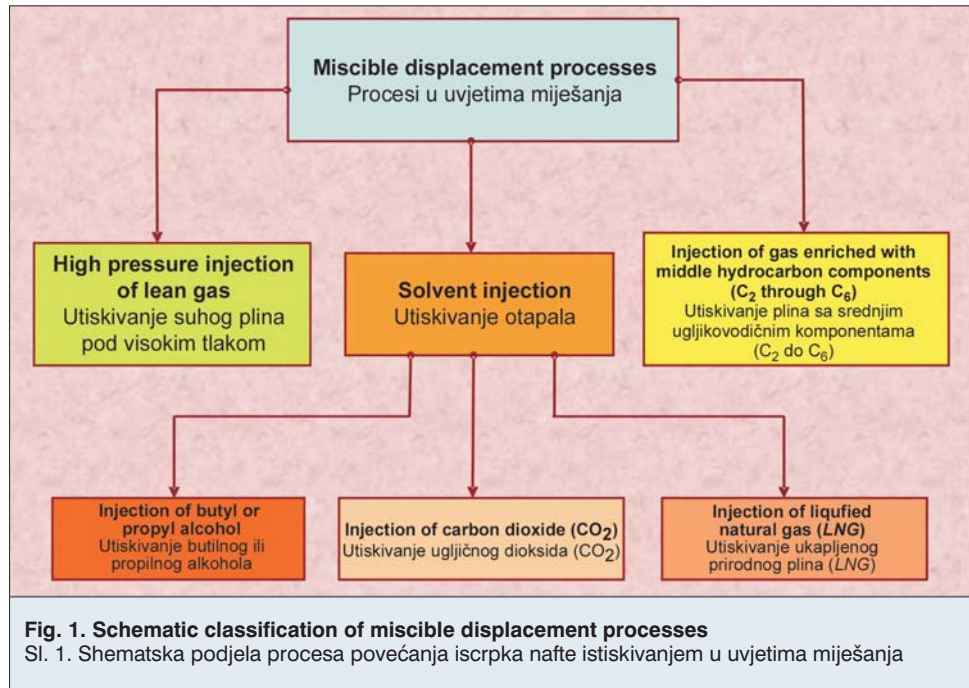 Miscible displacement processes
Procesi u uvjetima miješanja
High pressure injection
of lean gas
Utiskivanje suhog plina
pod visokim tlakom
Solvent injection
Utiskivanje otapala
Injection of gas enriched with
middle hydrocarbon components
(C2 through C6)
Utiskivanje plina sa srednjim
ugljikovodičnim komponentama
(C2 do C6)
Injection of butyl or
propyl alcohol
Utiskivanje butilnog ili
propilnog alkohola
Injection of carbon dioxide (CO2)
Utiskivanje ugljičnog dioksida (CO2)
Injection of liqufied
natural gas (LNG)
Utiskivanje ukapljenog
prirodnog plina (LNG)
Fig. 1. Schematic classification of miscible displacement processes
Sl. 1. Shematska podjela procesa povećanja iscrpka nafte istiskivanjem u uvjetima miješanja